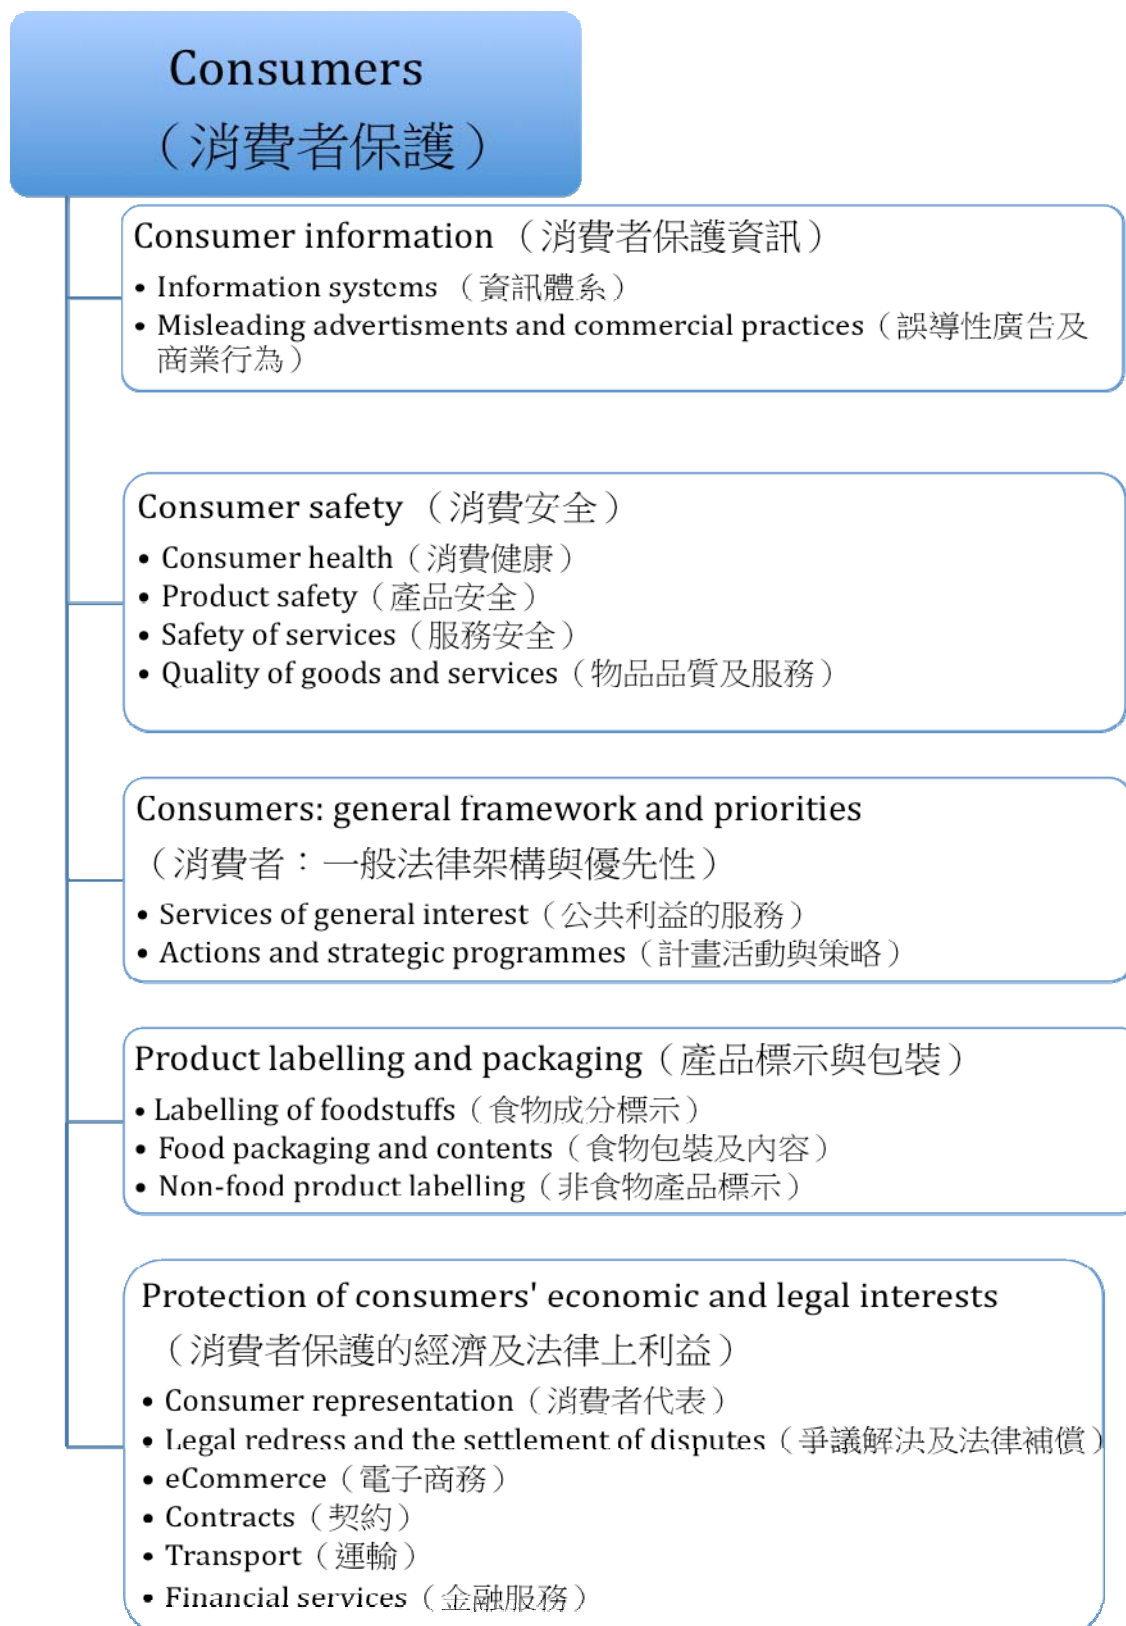 Consumers
（消費者保護）
Consumer information （消費者保護資訊）
• Information systems （資訊體系）
• Misleading advertisments and commercial practices（誤導性廣告及
商業行為）
Consumer safety （消費安全）
• Consumer health（消費健康）
• Product safety（產品安全）
• Safety of services（服務安全）
• Quality of goods and services（物品品質及服務）
Consumers: general framework and priorities
（消費者：一般法律架構與優先性）
• Services of general interest（公共利益的服務）
• Actions and strategic programmes（計畫活動與策略）
Product labelling and packaging（產品標示與包裝）
• Labelling of foodstuffs（食物成分標示）
• Food packaging and contents（食物包裝及內容）
• Non-food product labelling（非食物產品標示）
Protection of consumers' economic and legal interests
（消費者保護的經濟及法律上利益）
• Consumer representation（消費者代表）
• Legal redress and the settlement of disputes（爭議解決及法律補償）
• eCommerce（電子商務）
• Contracts（契約）
• Transport（運輸）
• Financial services（金融服務）